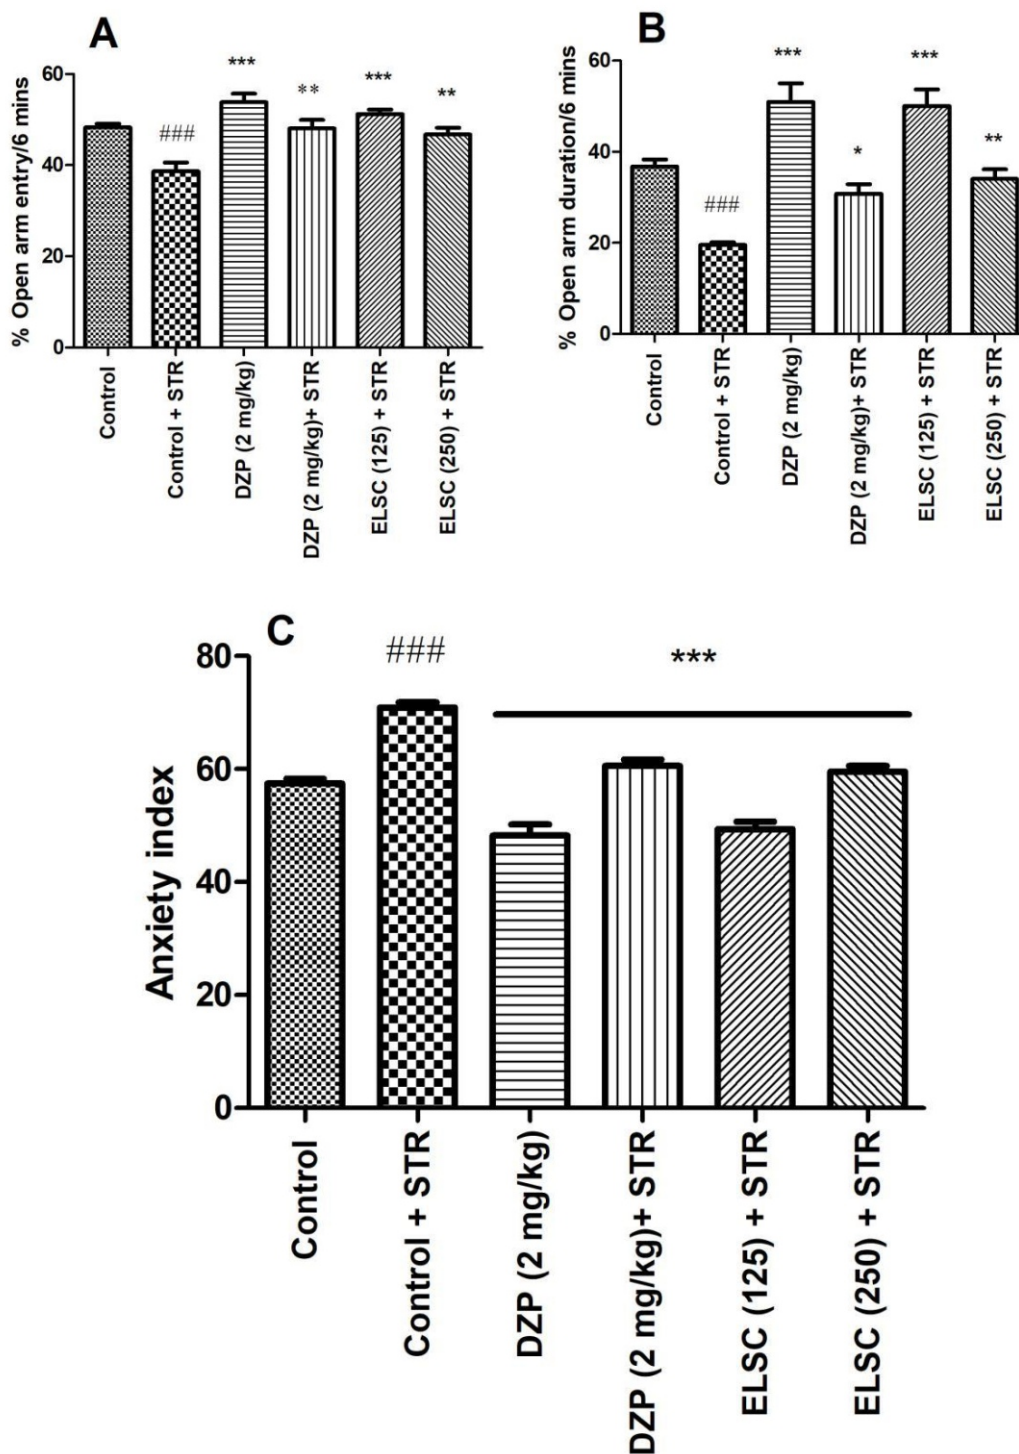 A
% Open arm entry/6 mins
60
40
20
0
###
***
**
***
**
Control
Control + STR
DZP (2 mg/kg)
DZP (2 mg/kg)+ STR
ELSC (125) + STR
ELSC (250) + STR
B
% Open arm duration/6 mins
60
40
20
0
###
***
*
***
**
Control
Control + STR
DZP (2 mg/kg)
DZP (2 mg/kg)+ STR
ELSC (125) + STR
ELSC (250) + STR
C
Anxiety index
80
60
40
20
0
###
***
Control
Control + STR
DZP (2 mg/kg)
DZP (2 mg/kg)+ STR
ELSC (125) + STR
ELSC (250) + STR